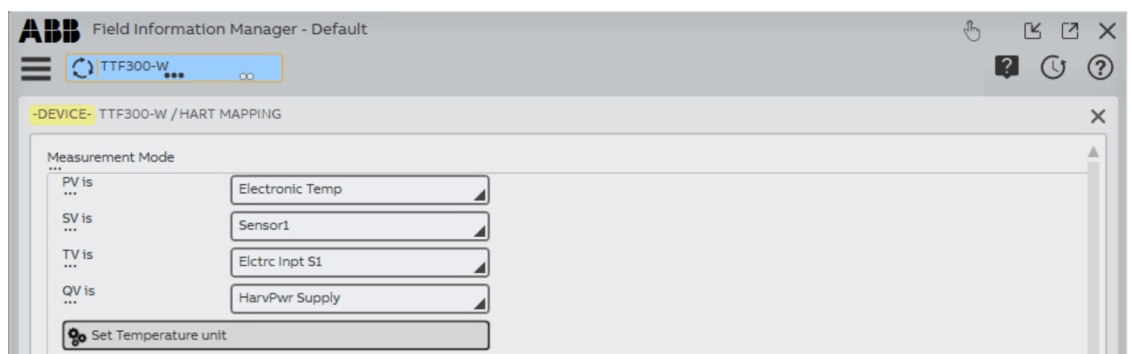 ABB Field Information Manager - Default
TTF300-W
-DEVICE- TTF300-W / HART MAPPING
Measurement Mode
PV is Electronic Temp
SV is Sensor1
TV is Elctrc Inpt S1
QV is HarvPwr Supply
Set Temperature unit